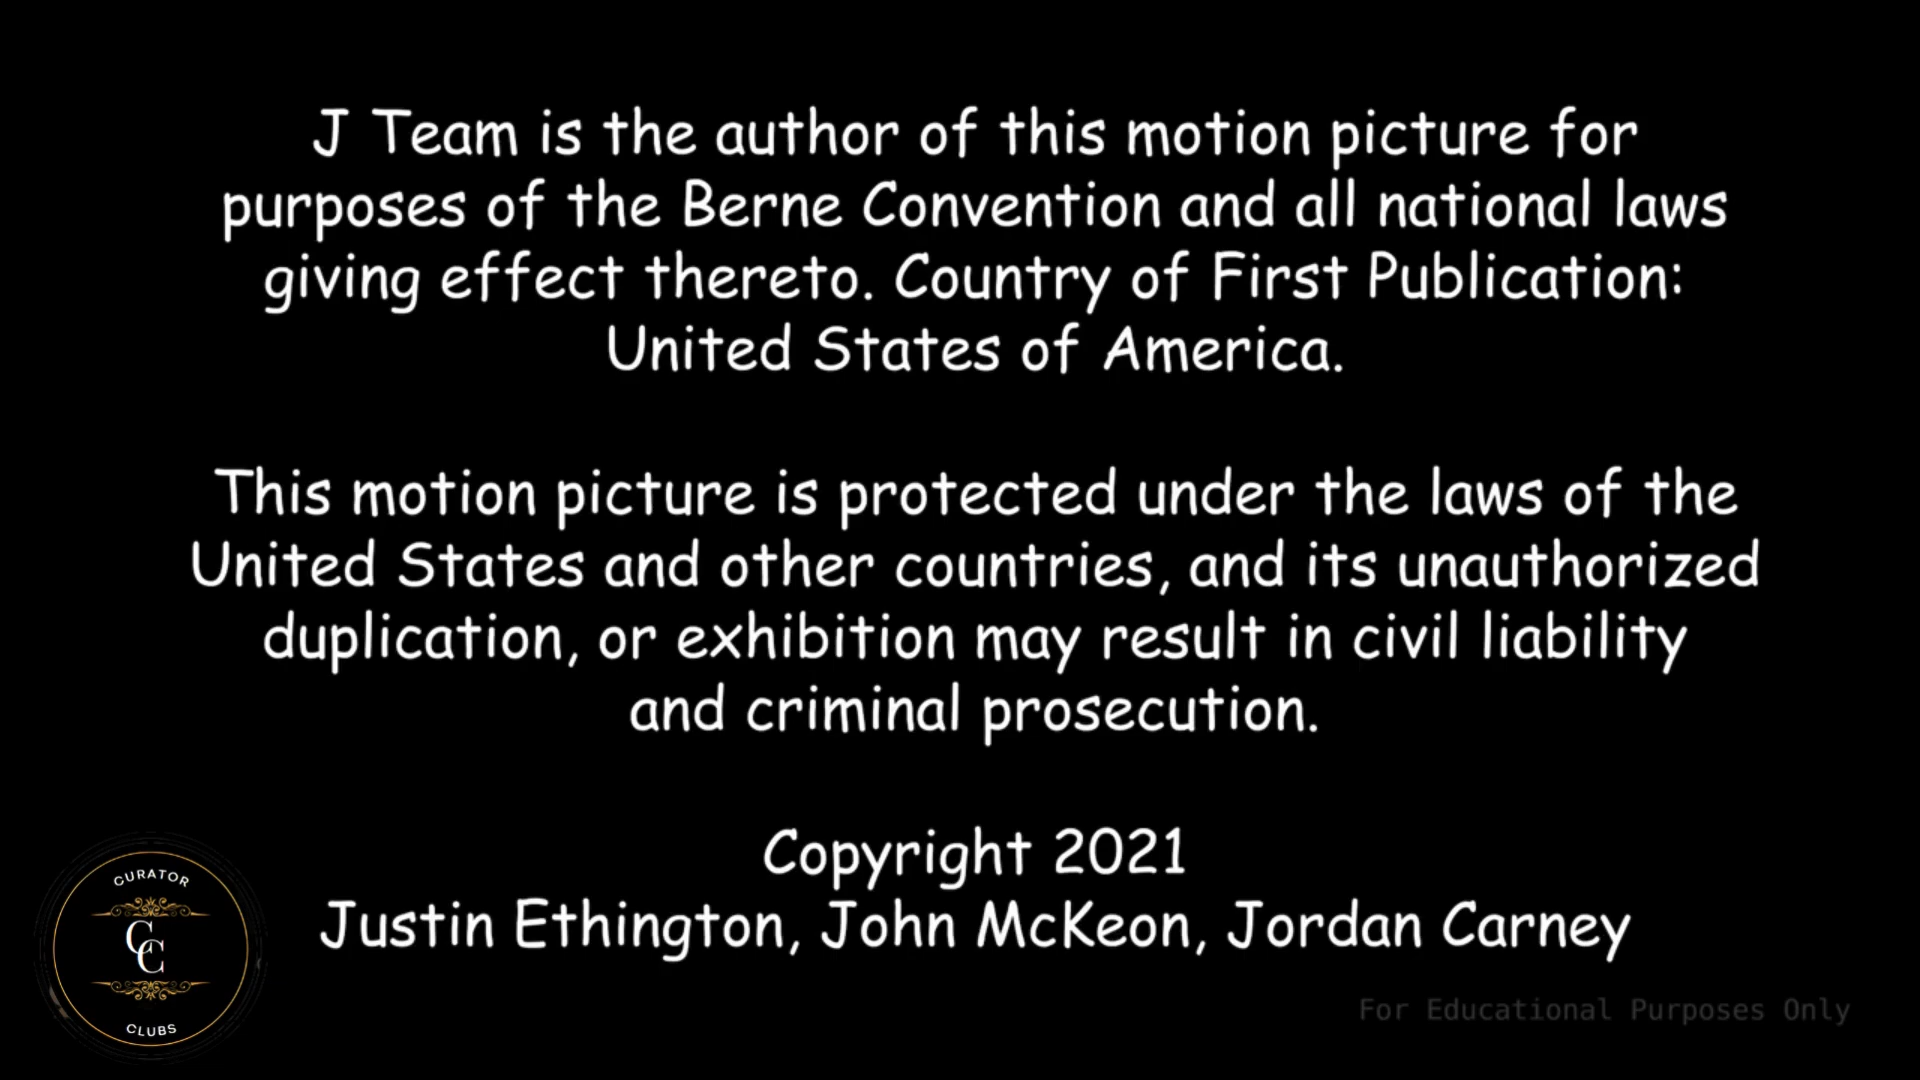 J Team is the author of this motion picture for
purposes of the Berne Convention and all national laws
giving effect thereto. Country of First Publication:
United States of America.
This motion picture is protected under the laws of the
United States and other countries, and its unauthorized
duplication, or exhibition may result in civil liability
and criminal prosecution.
Copyright 2021
Justin Ethington, John McKeon, Jordan Carney
CURATOR
CC
CLUBS
For Educational Purposes Only